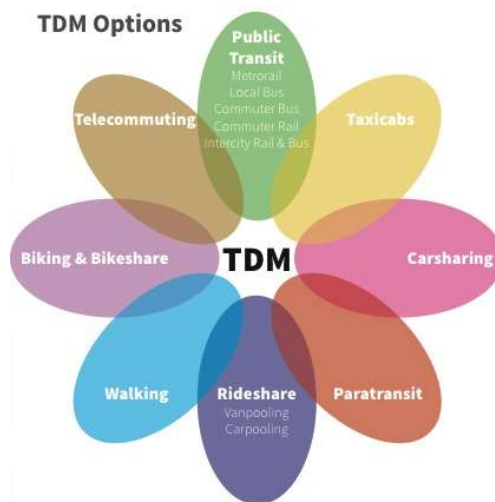 TDM Options
Public
Transit
Metrorail
Local Bus
Commuter Bus
Commuter Rail
Intercity Rail & Bus
Telecommuting
Taxicabs
Biking & Bikeshare
TDM
Carsharing
Walking
Rideshare
Vanpooling
Carpooling
Paratransit